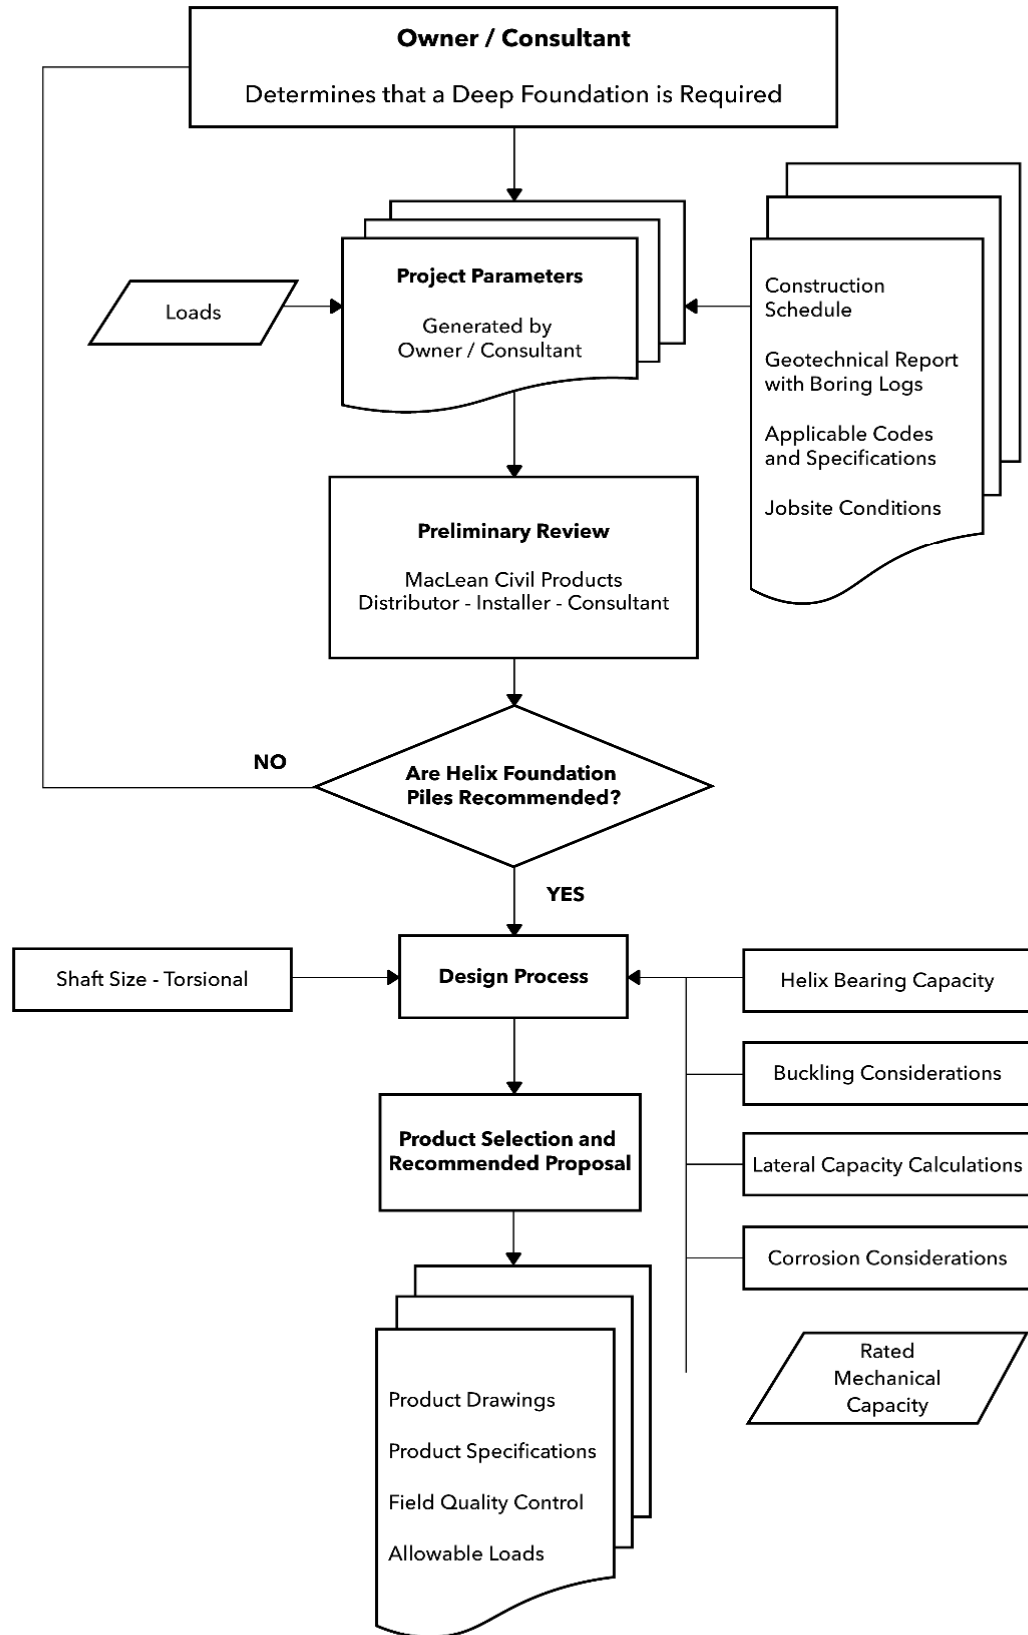 Owner / Consultant
Determines that a Deep Foundation is Required
Loads
Project Parameters
Generated by
Owner / Consultant
Construction
Schedule
Geotechnical Report
with Boring Logs
Applicable Codes
and Specifications
Jobsite Conditions
Preliminary Review
MacLean Civil Products
Distributor - Installer - Consultant
NO
Are Helix Foundation
Piles Recommended?
YES
Shaft Size - Torsional
Design Process
Helix Bearing Capacity
Buckling Considerations
Lateral Capacity Calculations
Corrosion Considerations
Rated
Mechanical
Capacity
Product Selection and
Recommended Proposal
Product Drawings
Product Specifications
Field Quality Control
Allowable Loads